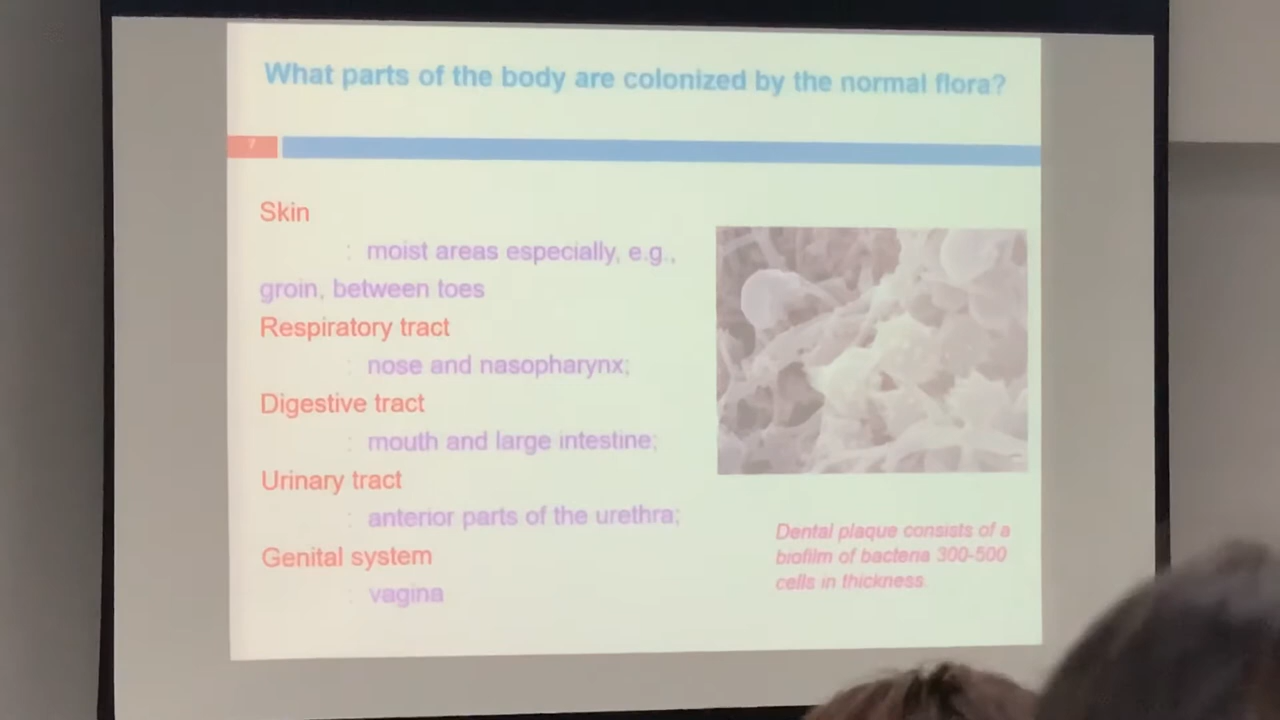 What parts of the body are colonized by the normal flora?
7
Skin
: moist areas especially, e.g.,
groin, between toes
Respiratory tract
: nose and nasopharynx;
Digestive tract
: mouth and large intestine;
Urinary tract
: anterior parts of the urethra;
Genital system
: vagina
Dental plaque consists of a
biofilm of bacteria 300-500
cells in thickness.